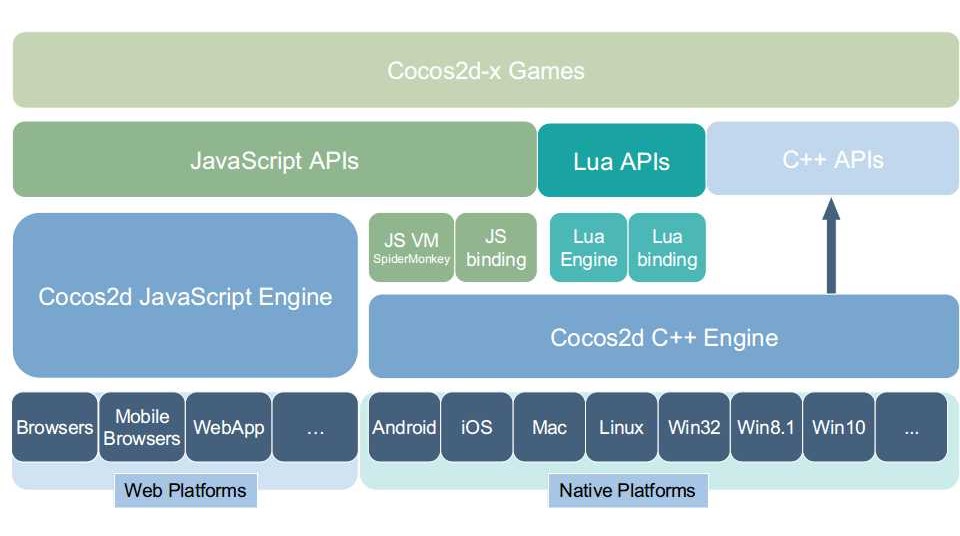 Cocos2d-x Games
JavaScript APIs
Lua APIs
C++ APIs
JS VM
SpiderMonkey
JS
binding
Lua
Engine
Lua
binding
Cocos2d JavaScript Engine
Cocos2d C++ Engine
Browsers
Mobile
Browsers
WebApp
...
Android
iOS
Mac
Linux
Win32
Win8.1
Win10
...
Web Platforms
Native Platforms